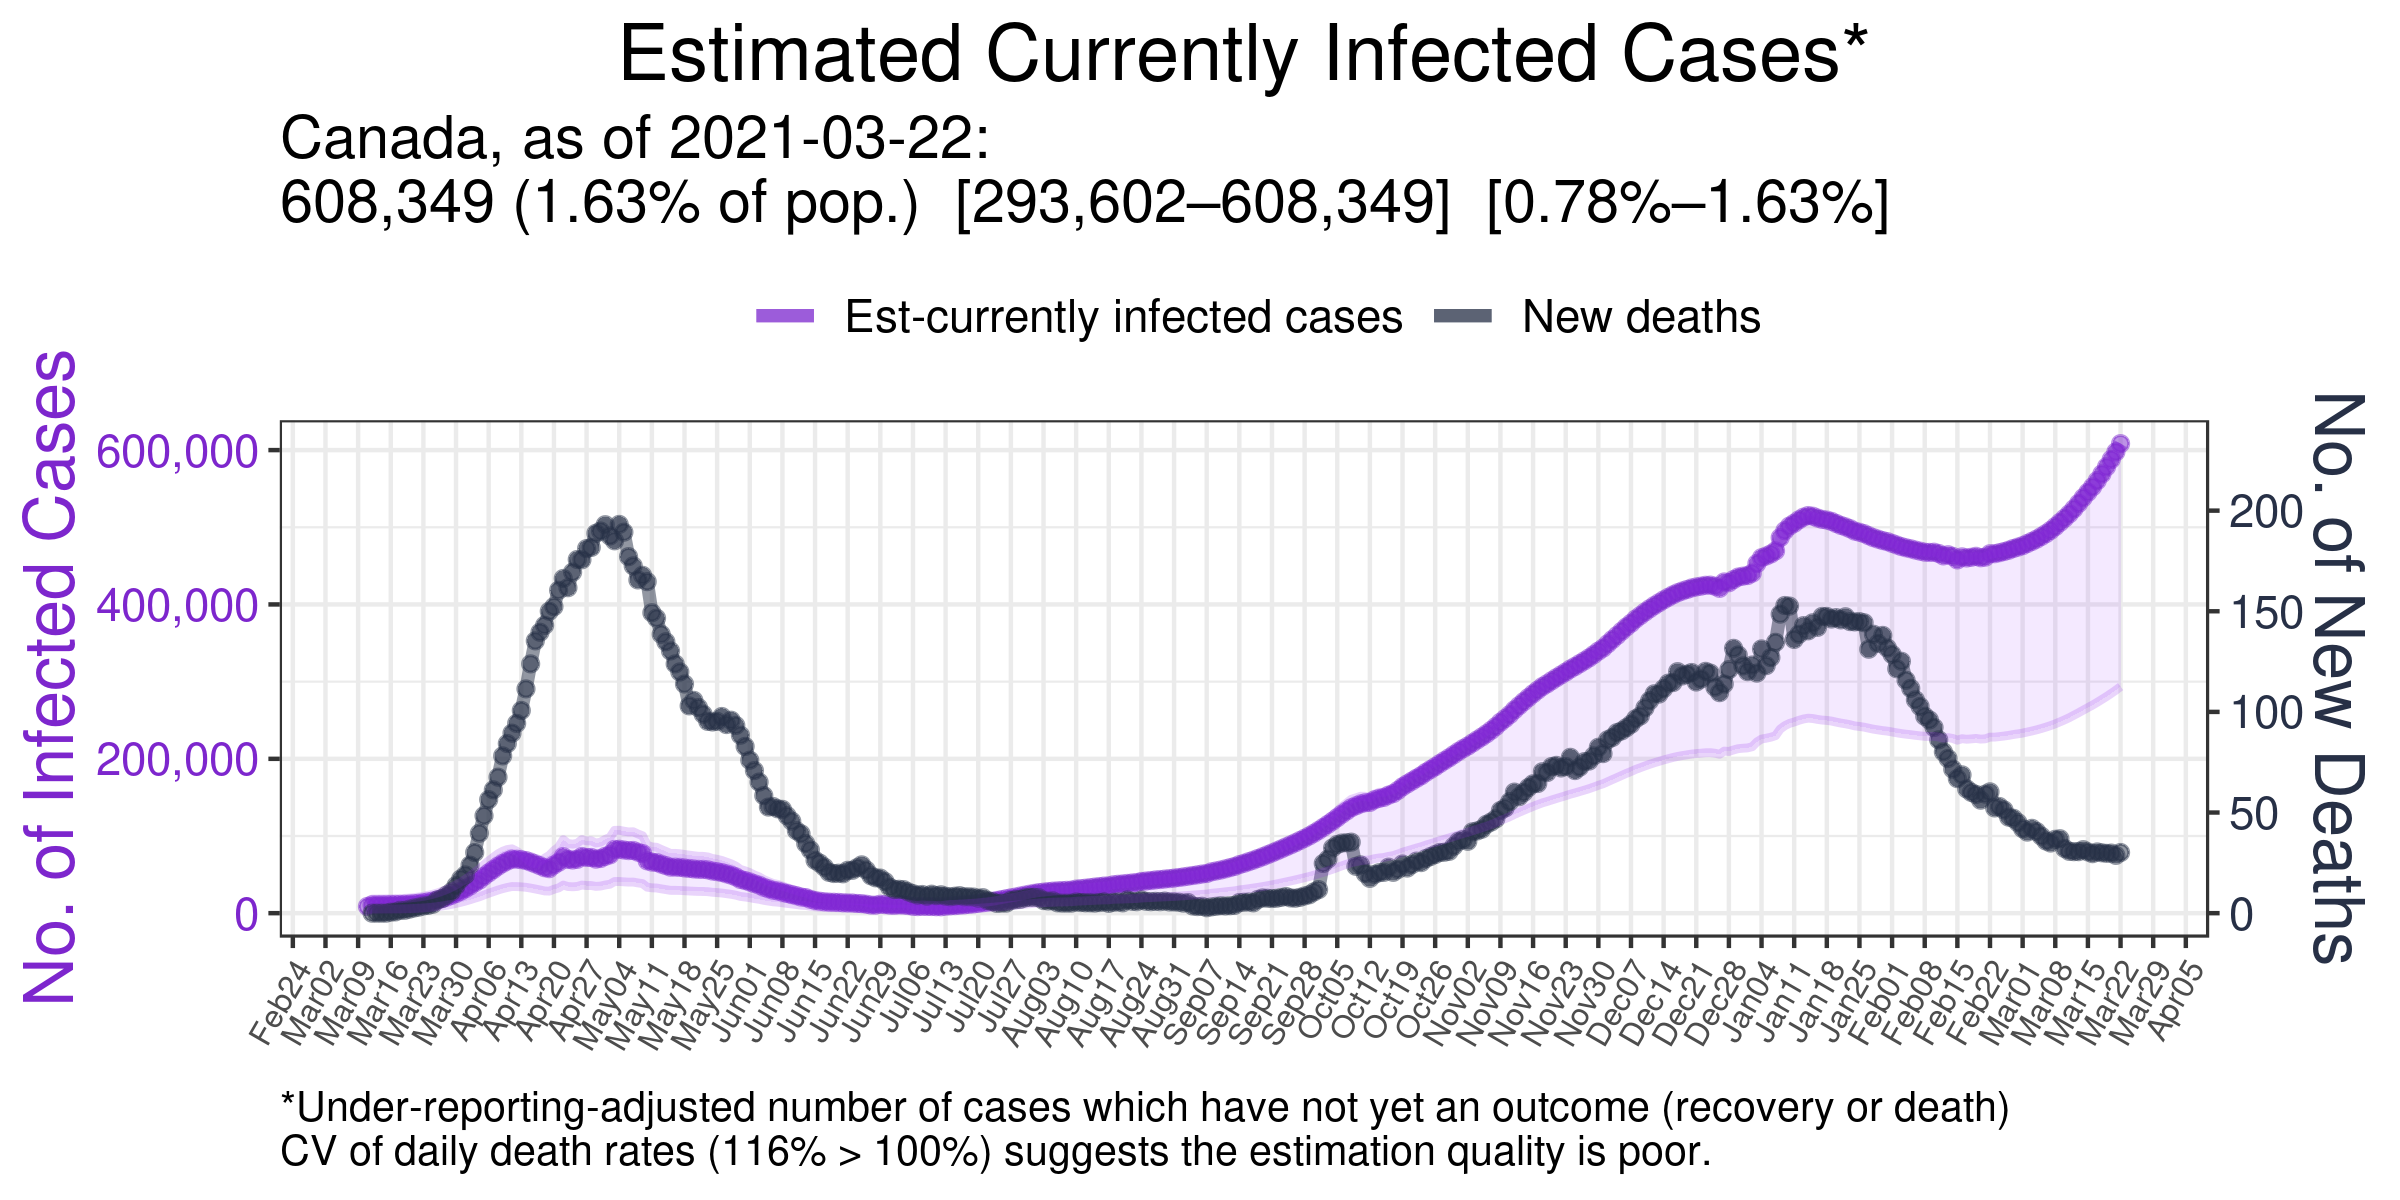 Estimated Currently Infected Cases*
Canada, as of 2021-03-22:
608,349 (1.63% of pop.)  [293,602–608,349]  [0.78%–1.63%]
Est-currently infected cases
New deaths
No. of Infected Cases
600,000
400,000
200,000
0
No. of New Deaths
200
150
100
50
0
Feb24
Mar02
Mar09
Mar16
Mar23
Mar30
Apr06
Apr13
Apr20
Apr27
May04
May11
May18
May25
Jun01
Jun08
Jun15
Jun22
Jun29
Jul06
Jul13
Jul20
Jul27
Aug03
Aug10
Aug17
Aug24
Aug31
Sep07
Sep14
Sep21
Sep28
Oct05
Oct12
Oct19
Oct26
Nov02
Nov09
Nov16
Nov23
Nov30
Dec07
Dec14
Dec21
Dec28
Jan04
Jan11
Jan18
Jan25
Feb01
Feb08
Feb15
Feb22
Mar01
Mar08
Mar15
Mar22
Mar29
Apr05
*Under-reporting-adjusted number of cases which have not yet an outcome (recovery or death)
CV of daily death rates (116% > 100%) suggests the estimation quality is poor.